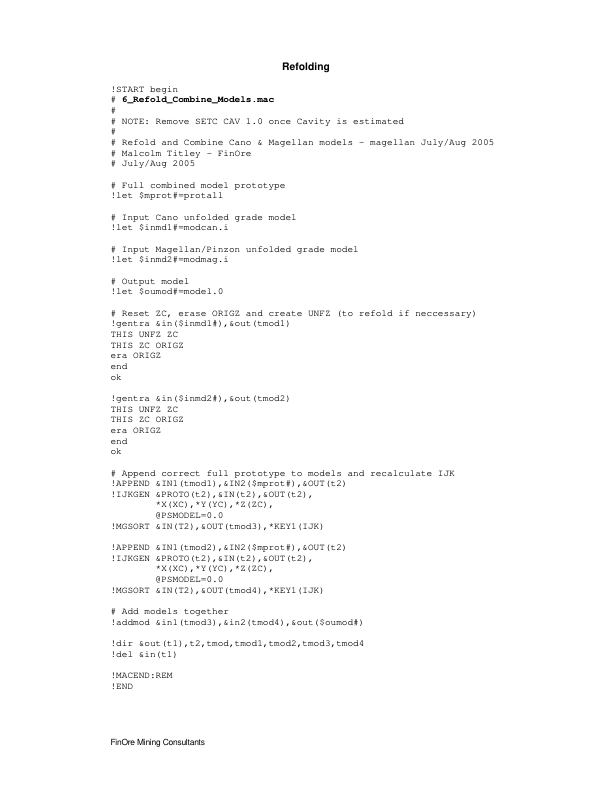 Refolding
!START begin
# 6_Refold_Combine_Models.mac
#
# NOTE: Remove SETC CAV 1.0 once Cavity is estimated
#
# Refold and Combine Cano & Magellan models - magellan July/Aug 2005
# Malcolm Titley - FinOre
# July/Aug 2005
# Full combined model prototype
!let $mprot#=protall
# Input Cano unfolded grade model
!let $inmd1#=modcan.i
# Input Magellan/Pinzon unfolded grade model
!let $inmd2#=modmag.i
# Output model
!let $oumod#=model.0
# Reset ZC, erase ORIGZ and create UNFZ (to refold if neccessary)
!gentra &in($inmd1#),&out(tmod1)
THIS UNFZ ZC
THIS ZC ORIGZ
era ORIGZ
end
ok
!gentra &in($inmd2#),&out(tmod2)
THIS UNFZ ZC
THIS ZC ORIGZ
era ORIGZ
end
ok
# Append correct full prototype to models and recalculate IJK
!APPEND &IN1(tmod1),&IN2($mprot#),&OUT(t2)
!IJKGEN &PROTO(t2),&IN(t2),&OUT(t2),
*X(XC),*Y(YC),*Z(ZC),
@PSMODEL=0.0
!MGSORT &IN(T2),&OUT(tmod3),*KEY1(IJK)
!APPEND &IN1(tmod2),&IN2($mprot#),&OUT(t2)
!IJKGEN &PROTO(t2),&IN(t2),&OUT(t2),
*X(XC),*Y(YC),*Z(ZC),
@PSMODEL=0.0
!MGSORT &IN(T2),&OUT(tmod4),*KEY1(IJK)
# Add models together
!addmod &in1(tmod3),&in2(tmod4),&out($oumod#)
!dir &out(t1),t2,tmod,tmod1,tmod2,tmod3,tmod4
!del &in(t1)
!MACEND:REM
!END
FinOre Mining Consultants